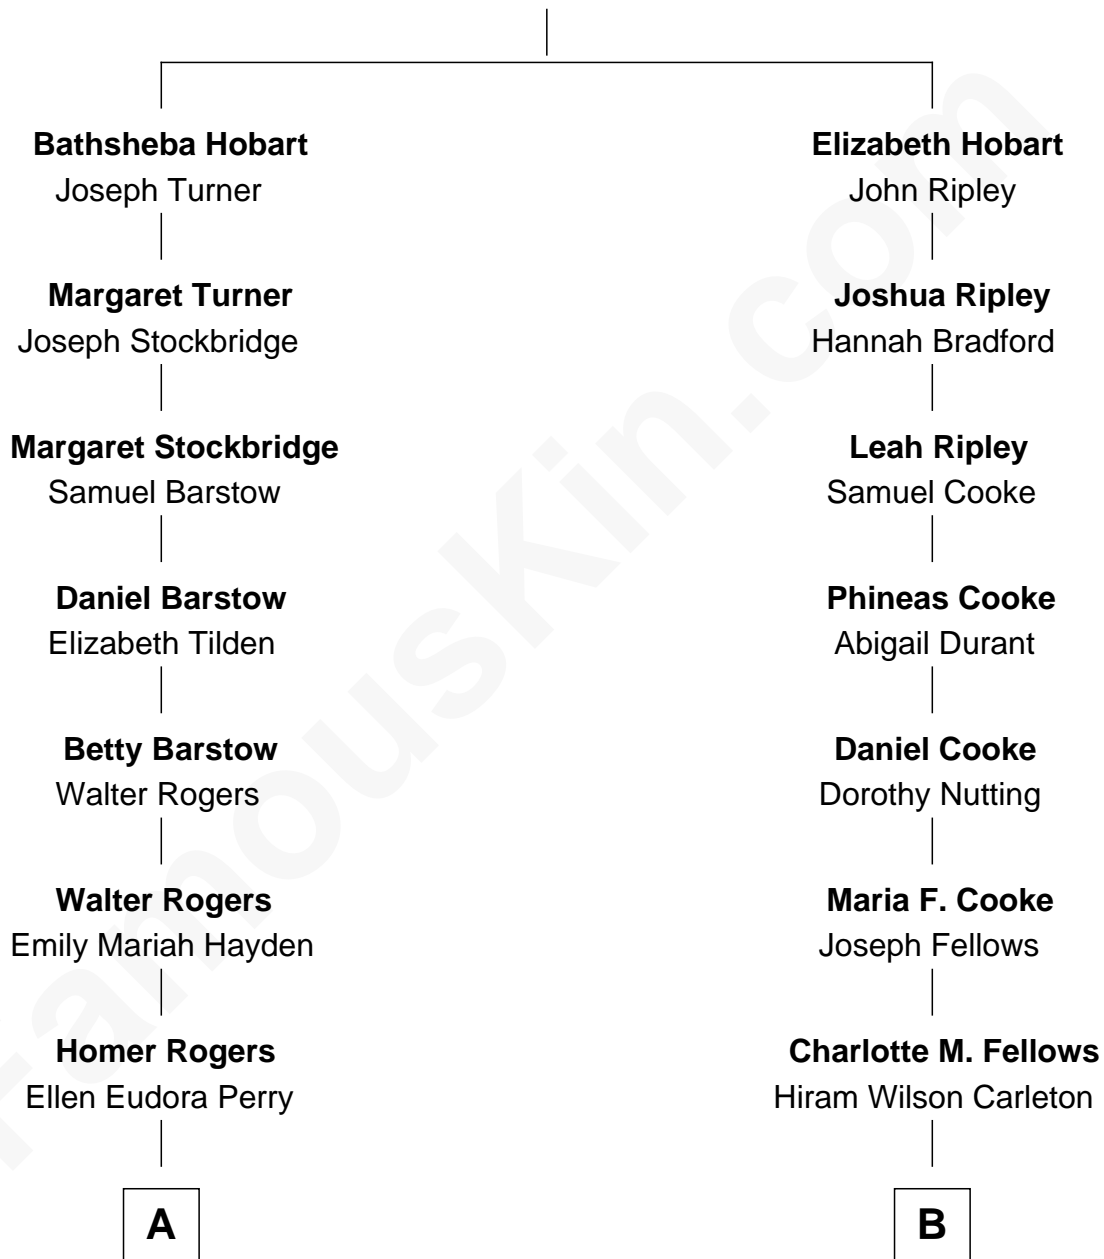 Bathsheba Hobart
Joseph Turner
Margaret Turner
Joseph Stockbridge
Margaret Stockbridge
Samuel Barstow
Daniel Barstow
Elizabeth Tilden
Betty Barstow
Walter Rogers
Walter Rogers
Emily Mariah Hayden
Homer Rogers
Ellen Eudora Perry
A
Elizabeth Hobart
John Ripley
Joshua Ripley
Hannah Bradford
Leah Ripley
Samuel Cooke
Phineas Cooke
Abigail Durant
Daniel Cooke
Dorothy Nutting
Maria F. Cooke
Joseph Fellows
Charlotte M. Fellows
Hiram Wilson Carleton
B
FamousKin.com